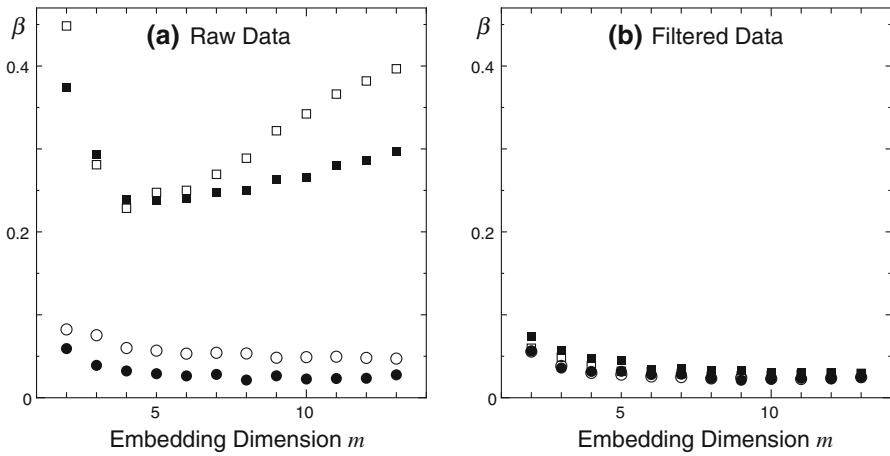 β
(a) Raw Data
0.4
0.2
0
5
10
Embedding Dimension m
β
(b) Filtered Data
0.4
0.2
0
5
10
Embedding Dimension m